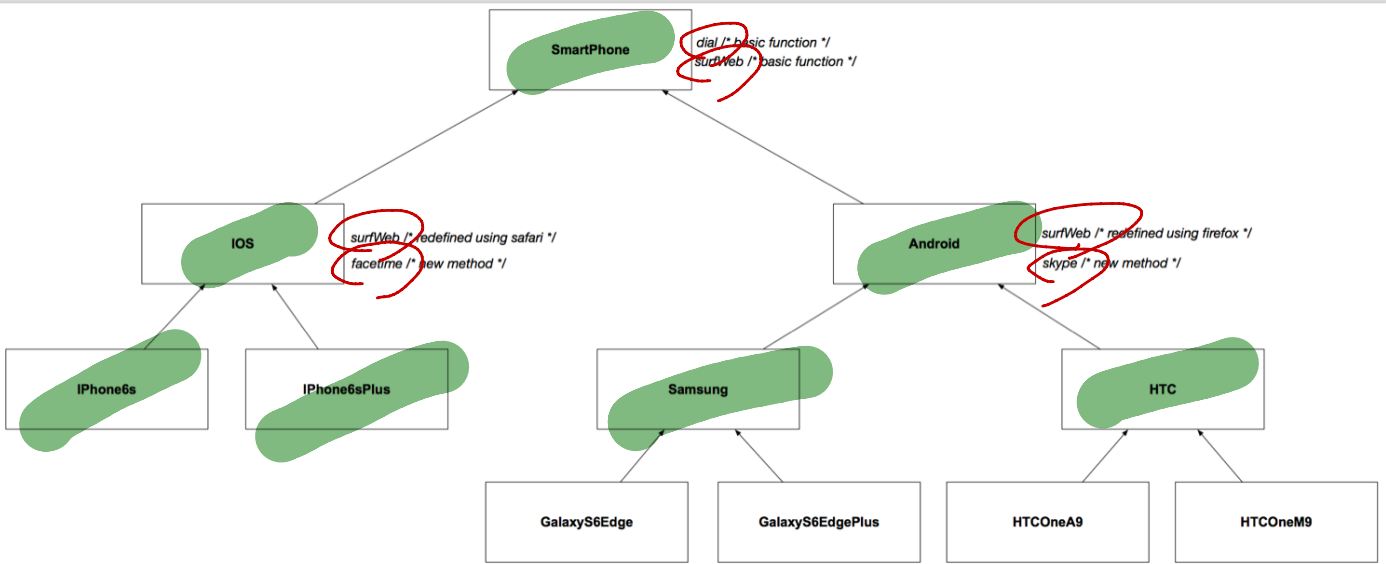 SmartPhone
dial /* basic function */
surfWeb /* basic function */
IOS
surfWeb /* redefined using safari */
facetime /* new method */
Android
surfWeb /* redefined using firefox */
skype /* new method */
IPhone6s
IPhone6sPlus
Samsung
HTC
GalaxyS6Edge
GalaxyS6EdgePlus
HTCOneA9
HTCOneM9